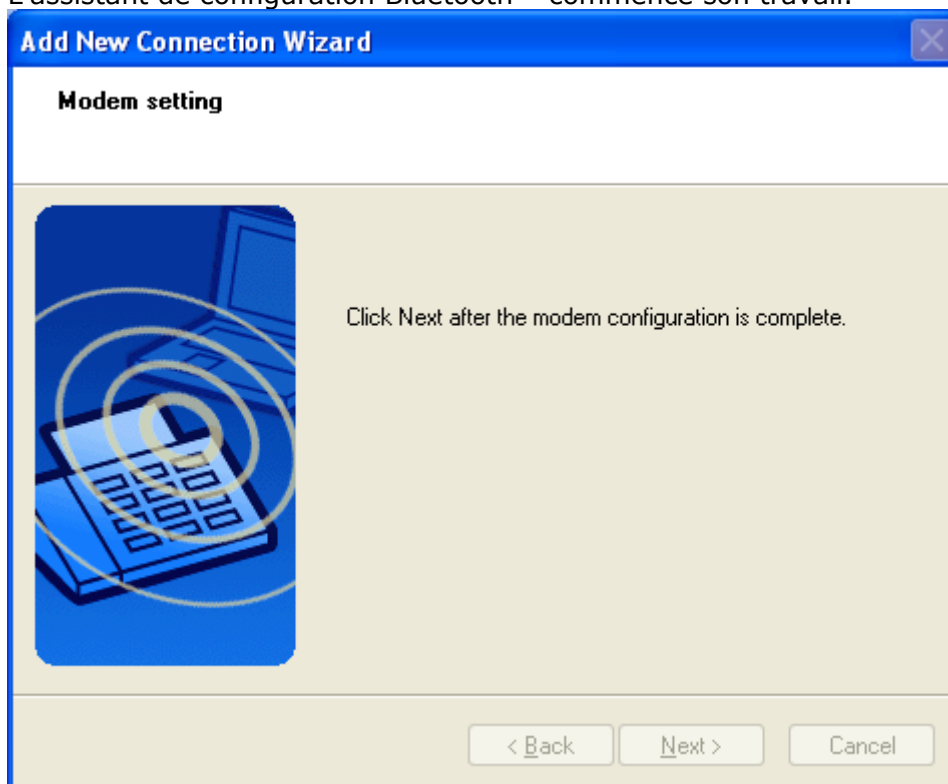 L'assistant de configuration Bluetooth commence son travail.
Add New Connection Wizard
Modem setting
Click Next after the modem configuration is complete.
< Back
Next >
Cancel